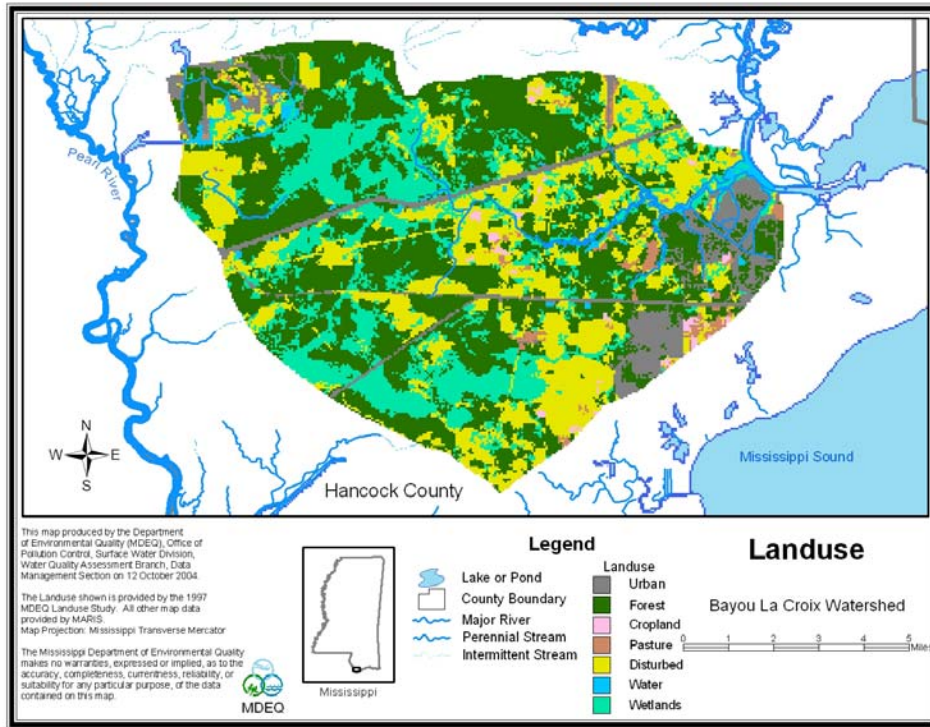 Pearl River
N
W E
S
Hancock County
Mississippi Sound
This map produced by the Department
of Environmental Quality (MDEQ), Office of
Pollution Control, Surface Water Division,
Water Quality Assessment Branch, Data
Management Section on 12 October 2004.
The Landuse shown is provided by the 1997
MDEQ Landuse Study. All other map data
provided by MARIS.
Map Projection: Mississippi Transverse Mercator
The Mississippi Department of Environmental Quality
makes no warranties, expressed or implied, as to the
accuracy, completeness, currentness, reliability, or
suitability for any particular purpose, of the data
contained on this map.
MDEQ
Mississippi
Legend
Lake or Pond
County Boundary
Major River
Perennial Stream
Intermittent Stream
Landuse
Urban
Forest
Cropland
Pasture
Disturbed
Water
Wetlands
Landuse
Bayou La Croix Watershed
0 1 2 3 4 5
Miles